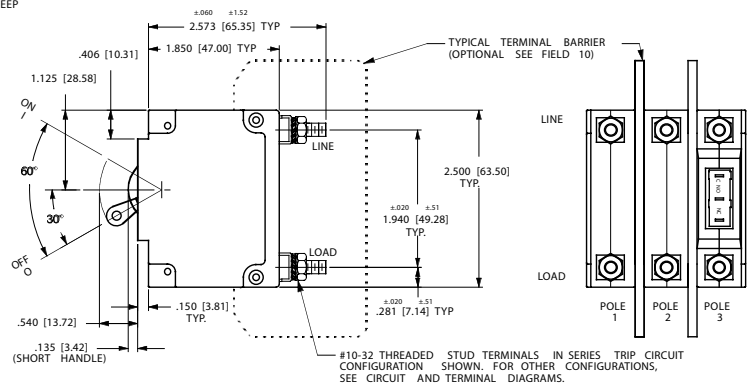 EEP
±.060 ±1.52
2.573 [65.35] TYP
1.850 [47.00] TYP
.406 [10.31]
1.125 [28.58]
TYPICAL TERMINAL BARRIER
(OPTIONAL SEE FIELD 10)
ON
I
60°
30°
OFF
O
LINE
LOAD
2.500 [63.50]
TYP.
±.020 ±.51
1.940 [49.28]
TYP.
±.020 ±.51
.281 [7.14] TYP
.150 [3.81]
TYP.
.540 [13.72]
.135 [3.42]
(SHORT HANDLE)
LINE
LOAD
C NO NC
POLE
1
POLE
2
POLE
3
#10-32 THREADED STUD TERMINALS IN SERIES TRIP CIRCUIT
CONFIGURATION SHOWN. FOR OTHER CONFIGURATIONS,
SEE CIRCUIT AND TERMINAL DIAGRAMS.